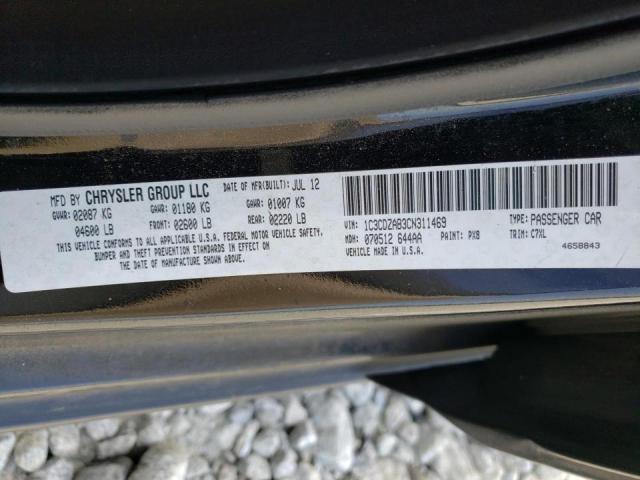 MFD BY CHRYSLER GROUP LLC DATE OF MFR(BUILT): JUL 12
GVWR: 02087 KG GAWR: 01180 KG GAWR: 01007 KG
04600 LB FRONT: 02600 LB REAR: 02220 LB
THIS VEHICLE CONFORMS TO ALL APPLICABLE U.S.A. FEDERAL MOTOR VEHICLE SAFETY,
BUMPER AND THEFT PREVENTION STANDARDS IN EFFECT ON
THE DATE OF MANUFACTURE SHOWN ABOVE.
VIN: 1C3CDZAB3CN311469 TYPE: PASSENGER CAR
MDH: 070512 644AA PAINT: PX8 TRIM: C7XL
VEHICLE MADE IN U.S.A. 4658843